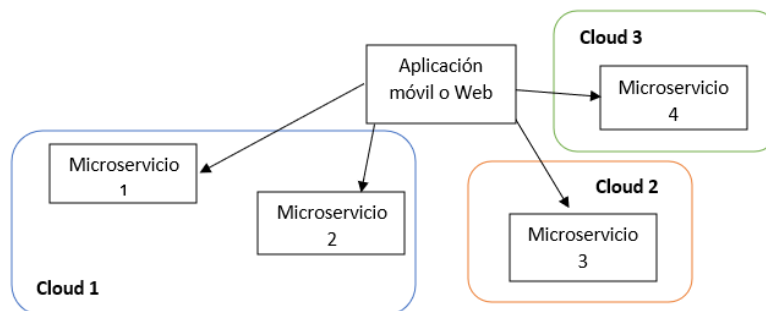 Cloud 3
Aplicación
móvil o Web
Microservicio
4
Microservicio
1
Cloud 2
Microservicio
2
Microservicio
3
Cloud 1